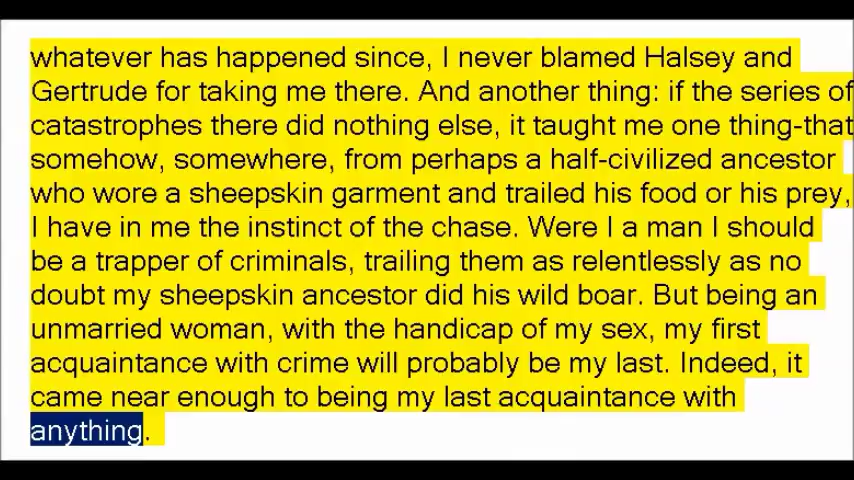 whatever has happened since, I never blamed Halsey and
Gertrude for taking me there. And another thing: if the series of
catastrophes there did nothing else, it taught me one thing-that
somehow, somewhere, from perhaps a half-civilized ancestor
who wore a sheepskin garment and trailed his food or his prey,
I have in me the instinct of the chase. Were I a man I should
be a trapper of criminals, trailing them as relentlessly as no
doubt my sheepskin ancestor did his wild boar. But being an
unmarried woman, with the handicap of my sex, my first
acquaintance with crime will probably be my last. Indeed, it
came near enough to being my last acquaintance with
anything.